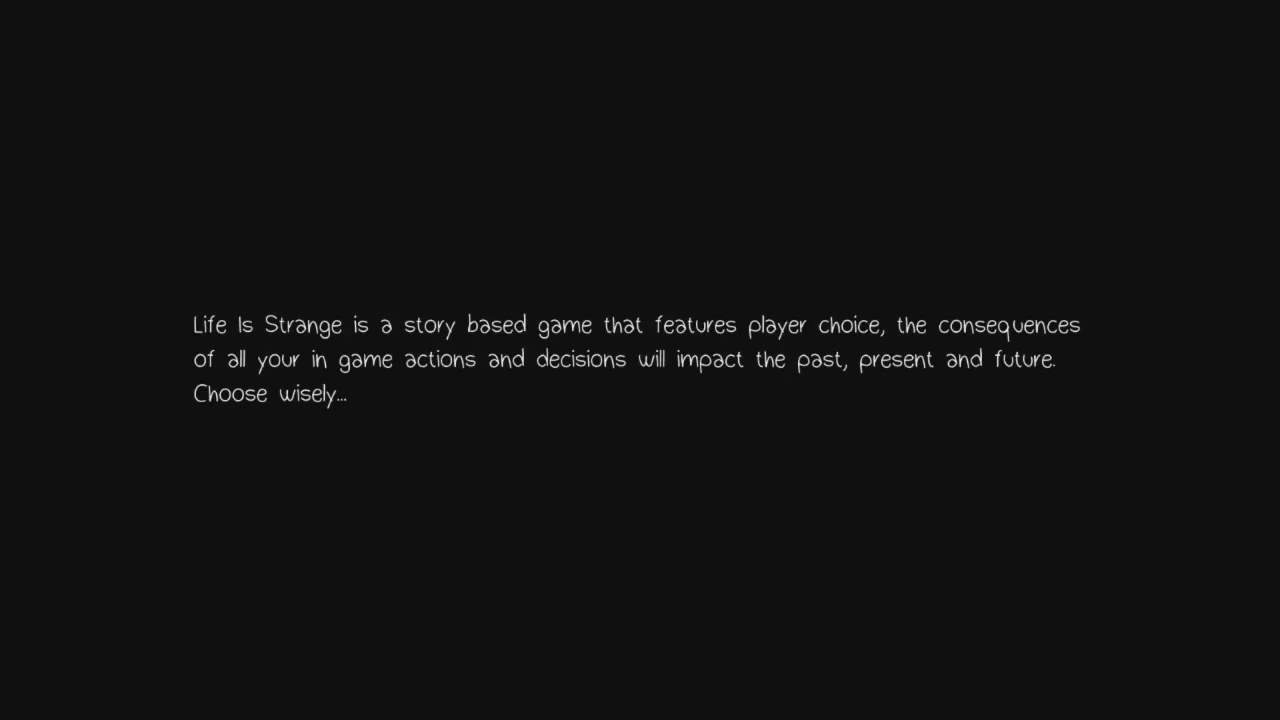 Life Is Strange is a story based game that features player choice, the consequences
of all your in game actions and decisions will impact the past, present and future.
Choose wisely...